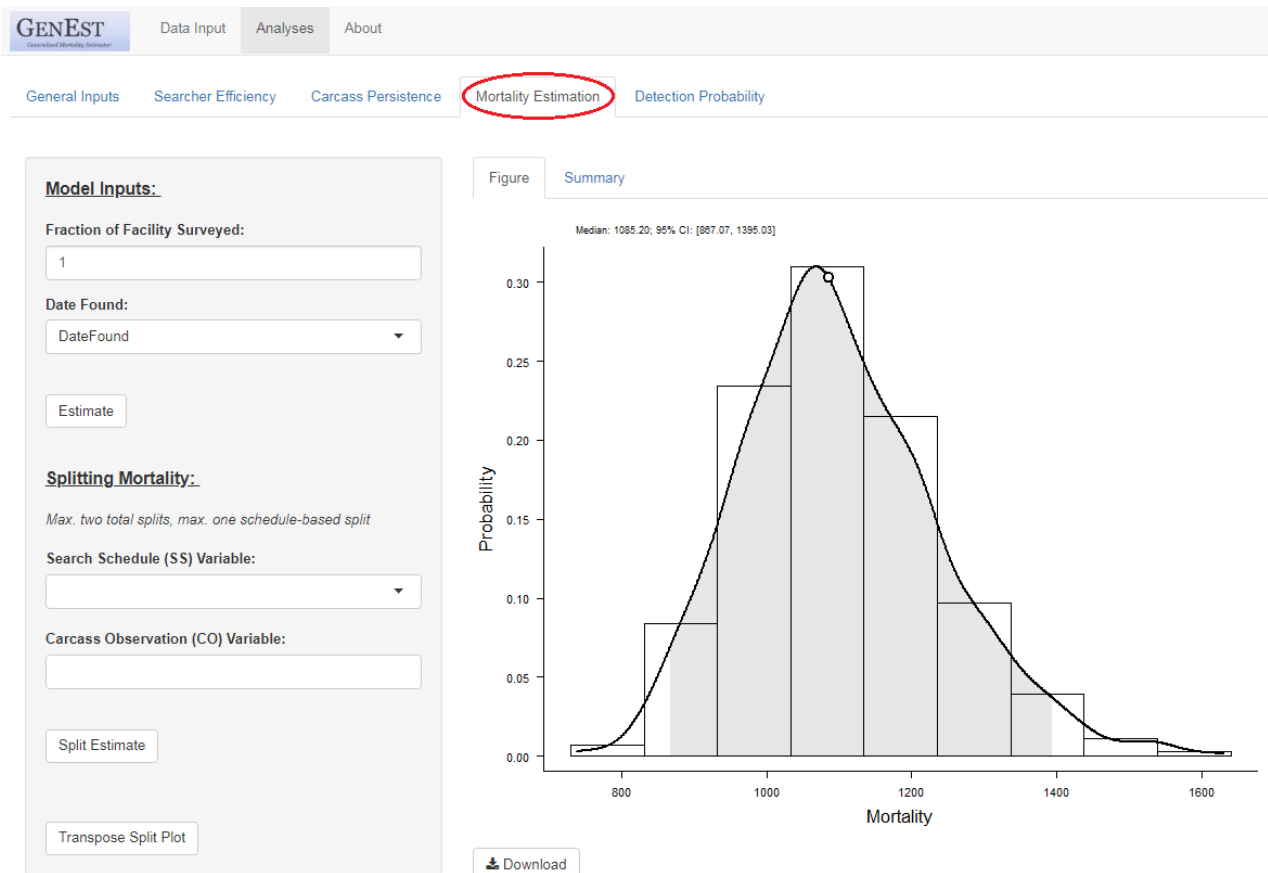 GENEST
Generalized Mortality Estimator
Data Input
Analyses
About
General Inputs
Searcher Efficiency
Carcass Persistence
Mortality Estimation
Detection Probability
Model Inputs:
Fraction of Facility Surveyed:
1
Date Found:
DateFound
Estimate
Splitting Mortality:
Max. two total splits, max. one schedule-based split
Search Schedule (SS) Variable:
Carcass Observation (CO) Variable:
Split Estimate
Transpose Split Plot
Figure
Summary
Median: 1085.20; 95% CI: [867.07, 1395.03]
Probability
0.30
0.25
0.20
0.15
0.10
0.05
0.00
800
1000
1200
1400
1600
Mortality
Download